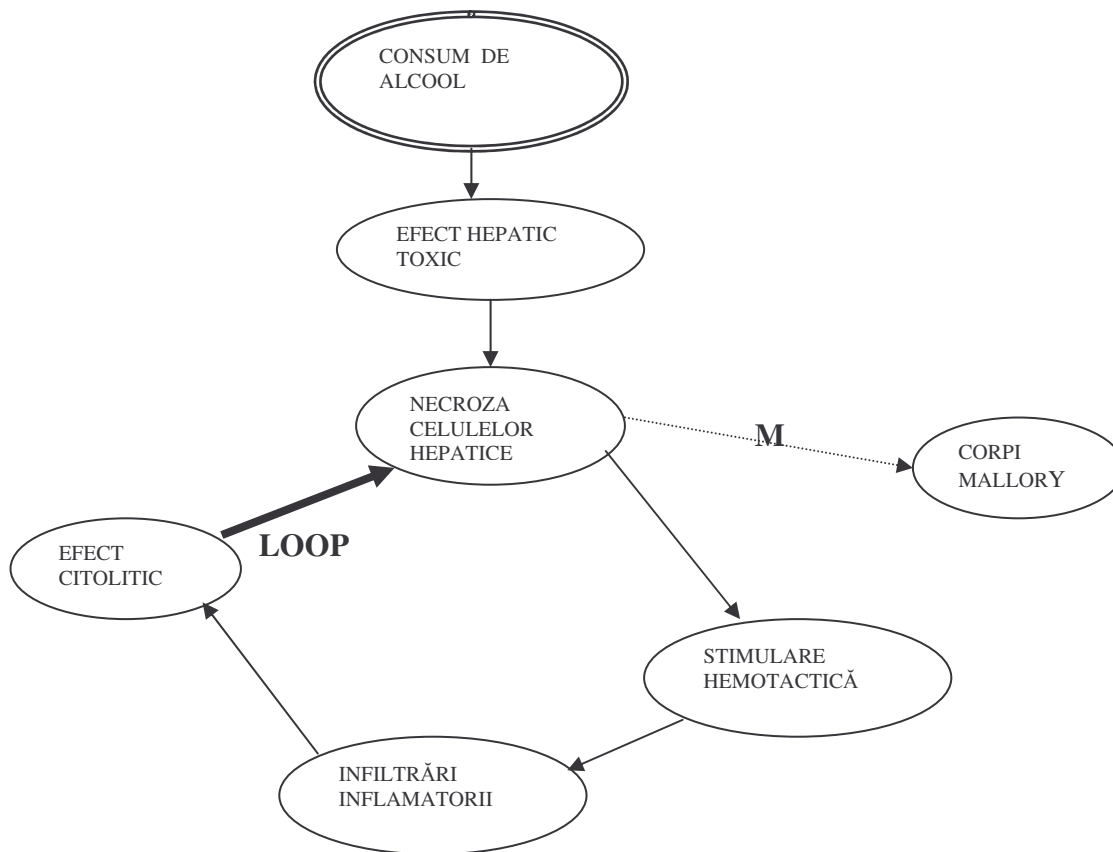 CONSUM DE
ALCOOL
EFECT HEPATIC
TOXIC
NECROZA
CELULELOR
HEPATICE
M
CORPI
MALLORY
LOOP
EFECT
CITOLITIC
STIMULARE
HEMOTACTICĂ
INFILTRĂRI
INFLAMATORII